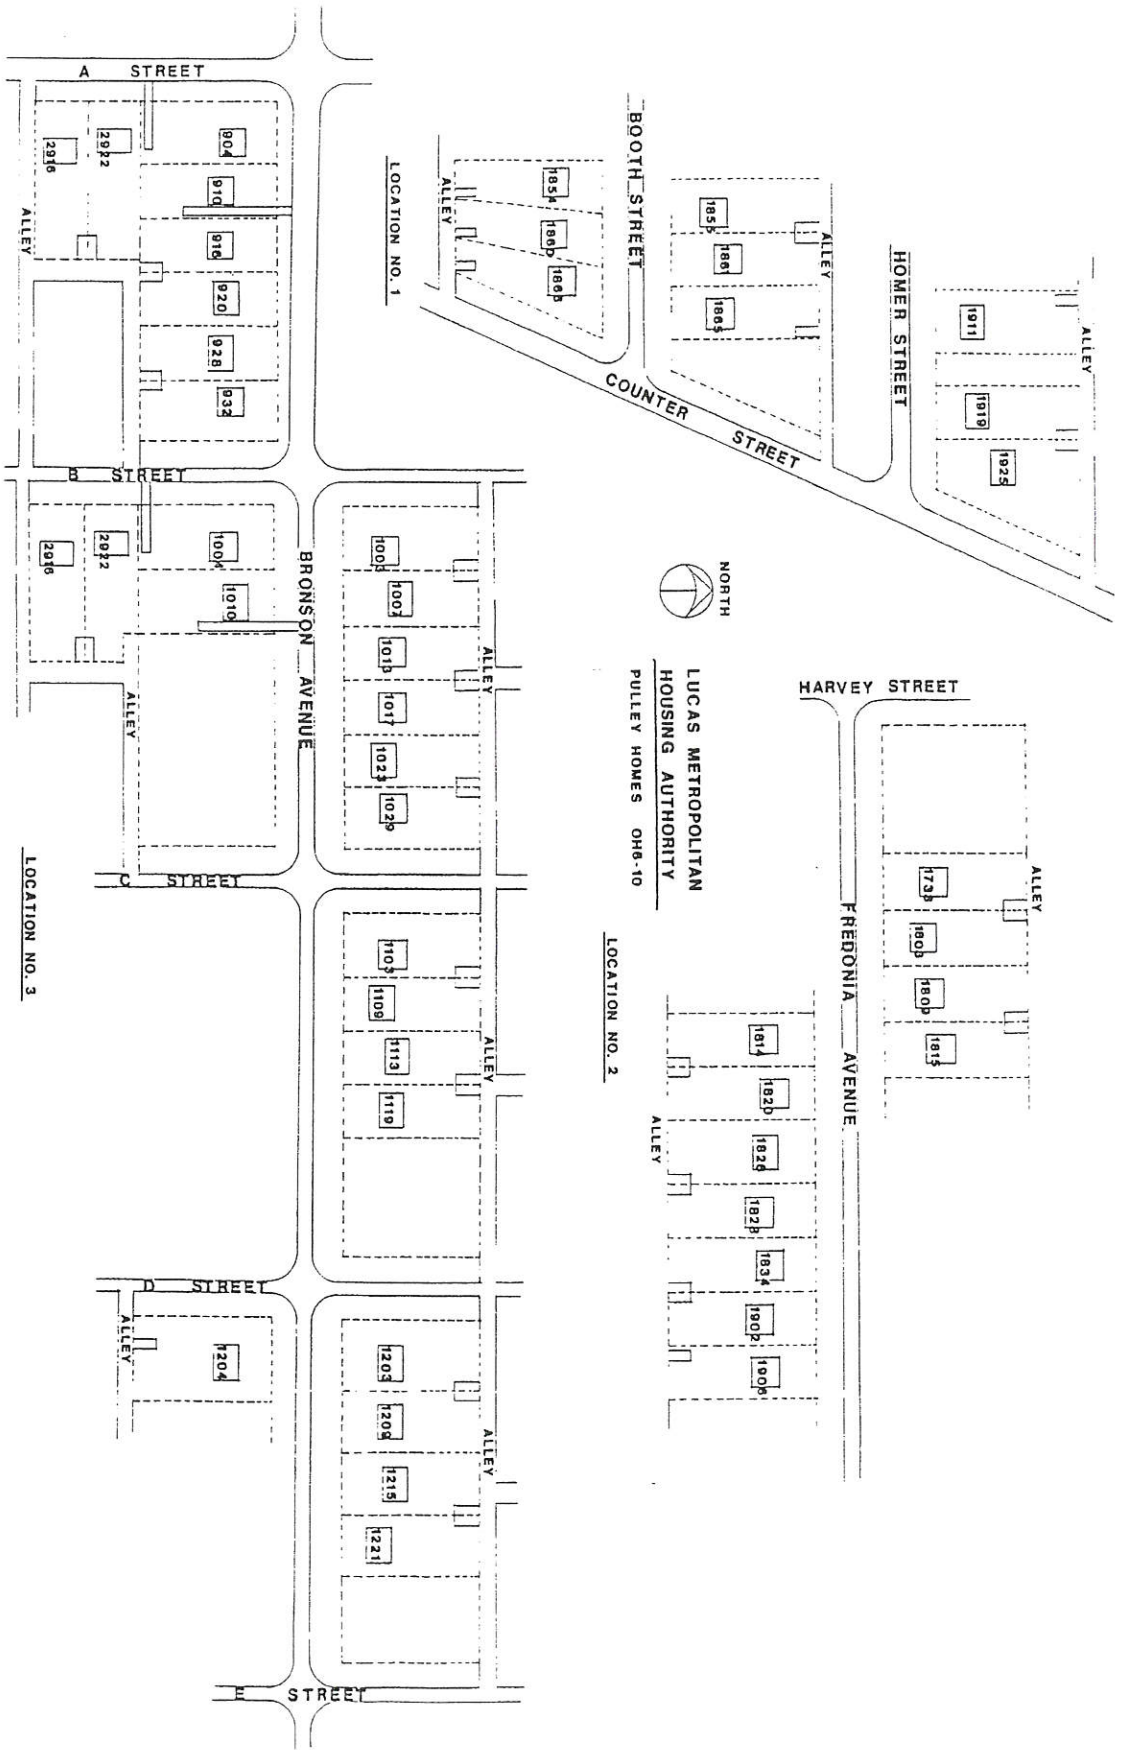 NORTH
LUCAS METROPOLITAN
HOUSING AUTHORITY
PULLEY HOMES OH6-10
ALLEY
1911
1919
1925
HOMER STREET
ALLEY
1855
1861
1865
BOOTH STREET
1854
1860
1868
ALLEY
COUNTER STREET
LOCATION NO. 1
HARVEY STREET
ALLEY
1738
1803
1809
1815
FREDONIA AVENUE
1814
1820
1826
1828
1834
1902
1906
ALLEY
LOCATION NO. 2
A STREET
904
910
916
920
928
932
2922
2916
ALLEY
B STREET
BRONSON AVENUE
1003
1007
1013
1017
1023
1029
ALLEY
1004
1010
2922
2916
ALLEY
C STREET
1103
1109
1113
1119
ALLEY
D STREET
1203
1209
1215
1221
ALLEY
1204
ALLEY
E STREET
LOCATION NO. 3